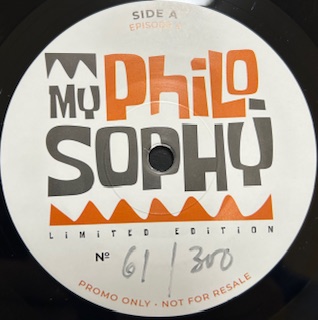 SIDE A
MY PHILO
SOPHY
LIMITED EDITION
Nº 61 / 300
PROMO ONLY - NOT FOR RESALE